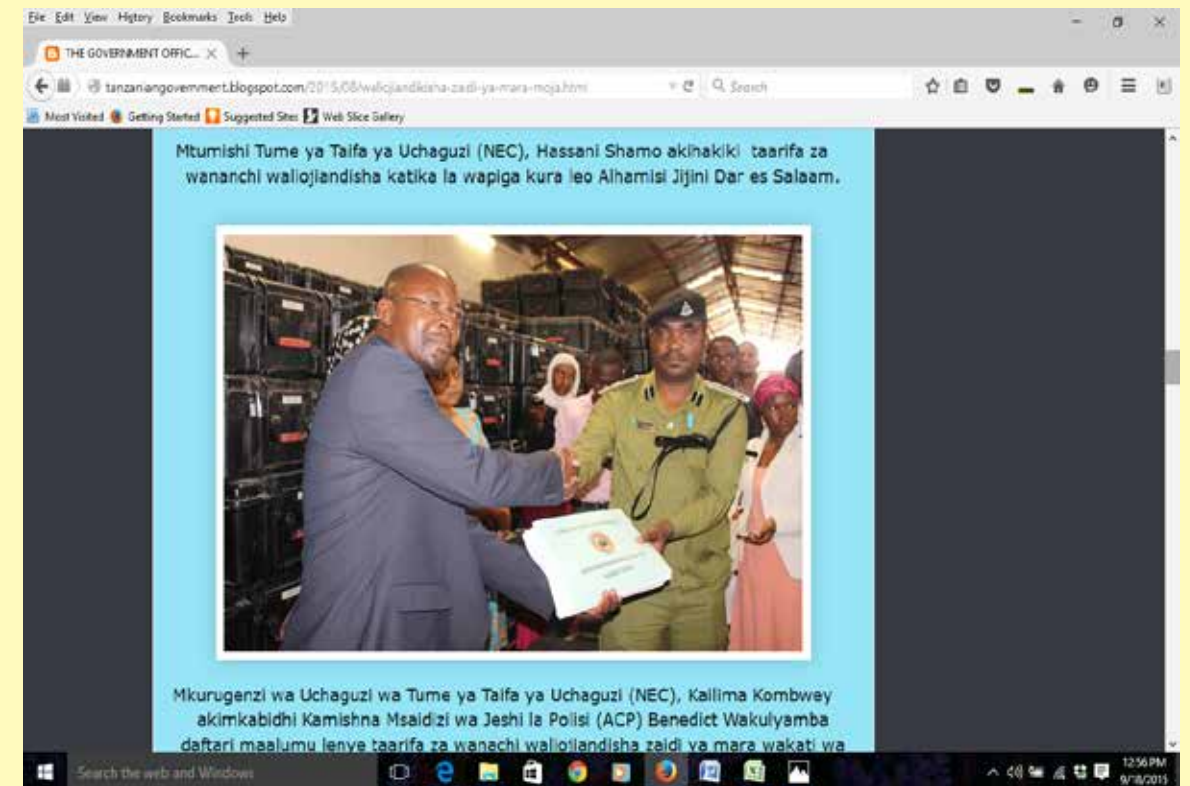 File Edit View History Bookmarks Tools Help
THE GOVERNMENT OFFIC...
tanzaniangovernment.blogspot.com/2015/08/waliojiandikisha-zaidi-ya-mara-moja.html
Search
Most Visited Getting Started Suggested Sites Web Slice Gallery
Mtumishi Tume ya Taifa ya Uchaguzi (NEC), Hassani Shamo akihakiki taarifa za
wananchi waliojiandisha katika la wapiga kura leo Alhamisi Jijini Dar es Salaam.
Mkurugenzi wa Uchaguzi wa Tume ya Taifa ya Uchaguzi (NEC), Kailima Kombwey
akimkabidhi Kamishna Msaidizi wa Jeshi la Polisi (ACP) Benedict Wakulyamba
daftari maalumu lenye taarifa za wanachi waliojiandisha zaidi ya mara wakati wa
Search the web and Windows
12:56 PM
9/18/2015